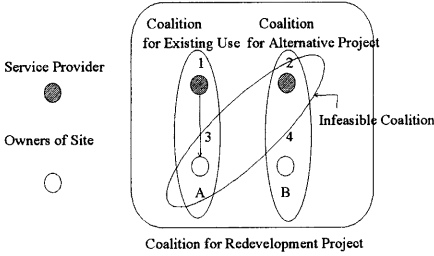 Coalition
for Existing Use
Coalition
for Alternative Project
Service Provider
1
2
Infeasible Coalition
Owners of Site
3
4
A
B
Coalition for Redevelopment Project